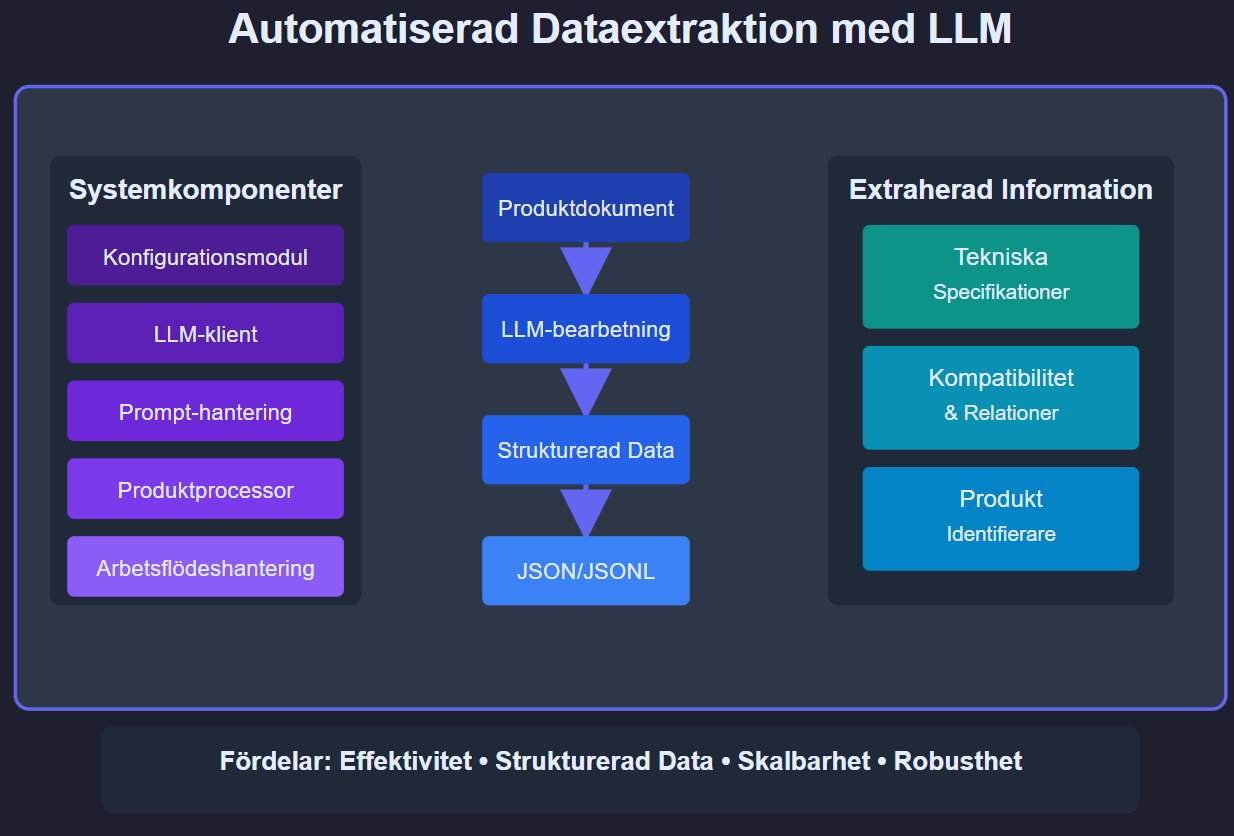 Automatiserad Dataextraktion med LLM
Systemkomponenter
Konfigurationsmodul
LLM-klient
Prompt-hantering
Produktprocessor
Arbetsflödeshantering
Produktdokument
LLM-bearbetning
Strukturerad Data
JSON/JSONL
Extraherad Information
Tekniska
Specifikationer
Kompatibilitet
& Relationer
Produkt
Identifierare
Fördelar: Effektivitet • Strukturerad Data • Skalbarhet • Robusthet